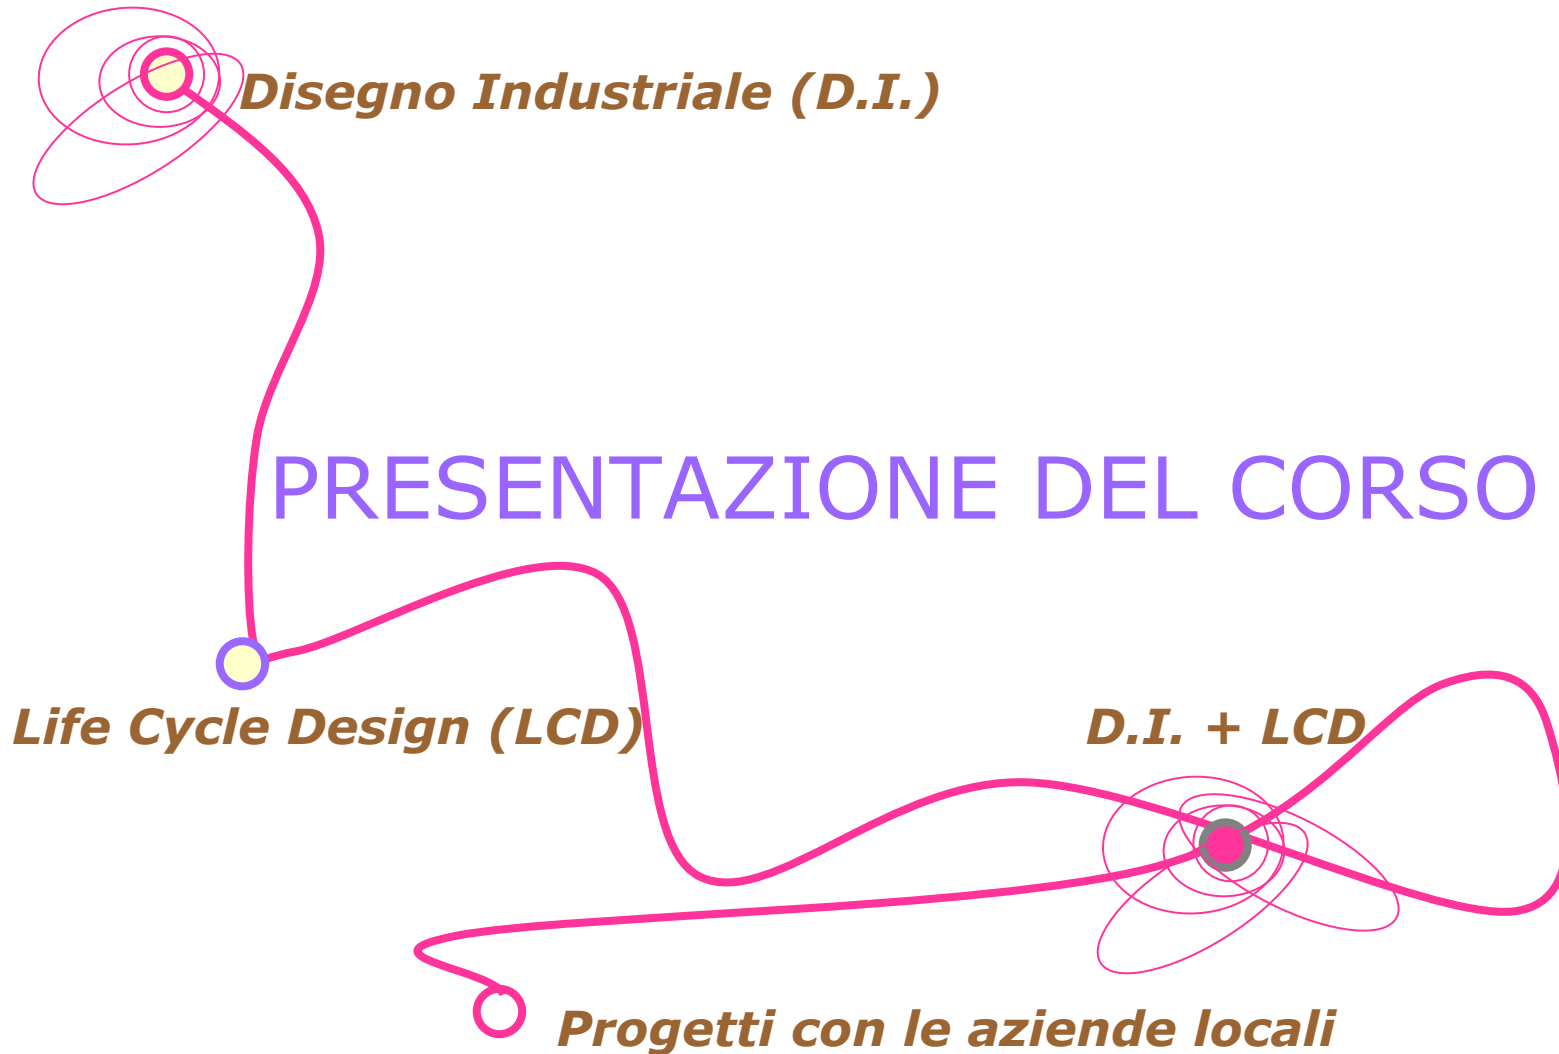 Disegno Industriale (D.I.)
PRESENTAZIONE DEL CORSO
Life Cycle Design (LCD)
D.I. + LCD
Progetti con le aziende locali